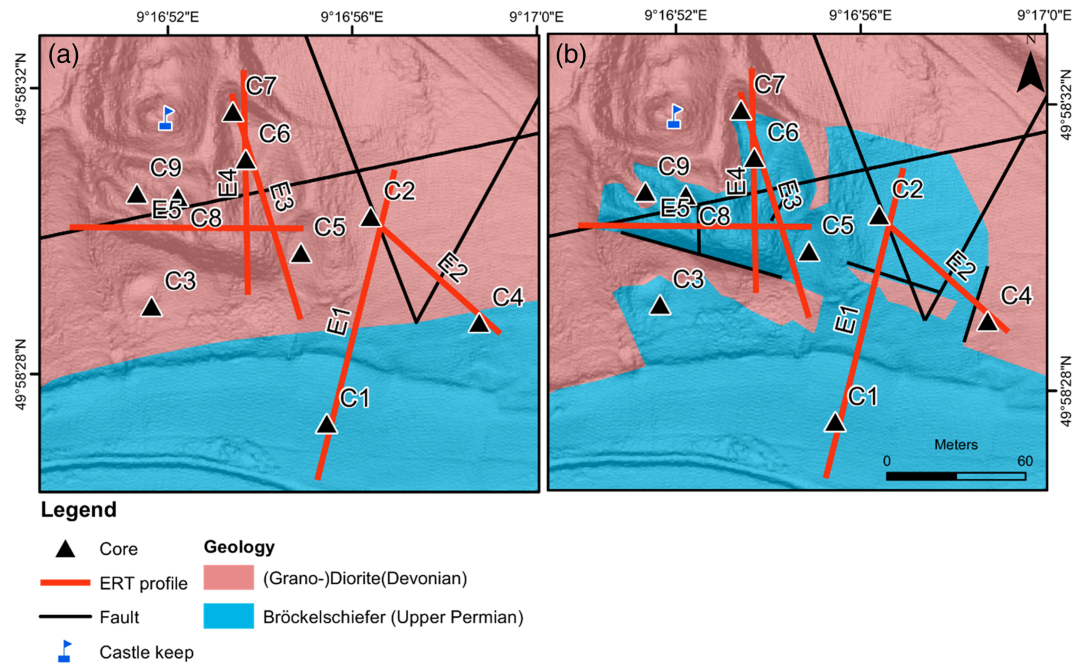 9°16'52"E 9°16'56"E 9°17'0"E
9°16'52"E 9°16'56"E 9°17'0"E
49°58'32"N
49°58'28"N
(a)
C7
C6
C9
E4
E3
C2
E5
C8
C5
C3
E2
C4
E1
C1
(b)
N
C7
C6
C9
E4
E3
C2
E5
C8
C5
C3
E2
C4
E1
C1
Meters
0 60
49°58'32"N
49°58'28"N
Legend
Core
ERT profile
Fault
Castle keep
Geology
(Grano-)Diorite(Devonian)
Bröckelschiefer (Upper Permian)